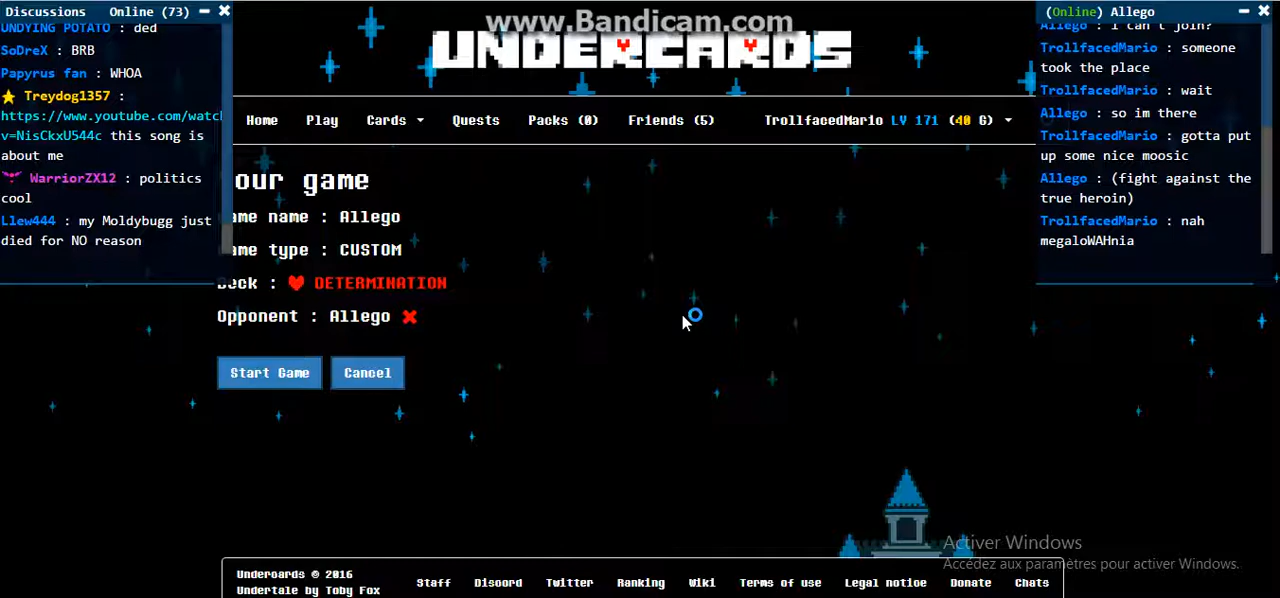 www.Bandicam.com
UNDERCARDS
Discussions Online (73)
UNDYING POTATO : ded
SoDreX : BRB
Papyrus fan : WHOA
Treydog1357 :
https://www.youtube.com/watch
v=NisCkxU544c this song is
about me
WarriorZX12 : politics
cool
Llew444 : my Moldybugg just
died for NO reason
Home Play Cards Quests Packs (0) Friends (5) TrollfacedMario LV 171 (40 G)
our game
ame name : Allego
ame type : CUSTOM
Deck : DETERMINATION
Opponent : Allego
Start Game Cancel
(Online) Allego
Allego : i can't join?
TrollfacedMario : someone
took the place
TrollfacedMario : wait
Allego : so im there
TrollfacedMario : gotta put
up some nice moosic
Allego : (fight against the
true heroin)
TrollfacedMario : nah
megaloWAHnia
Activer Windows
Accédez aux paramètres pour activer Windows.
Undercards © 2016
Undertale by Toby Fox
Staff Discord Twitter Ranking Wiki Terms of use Legal notice Donate Chats